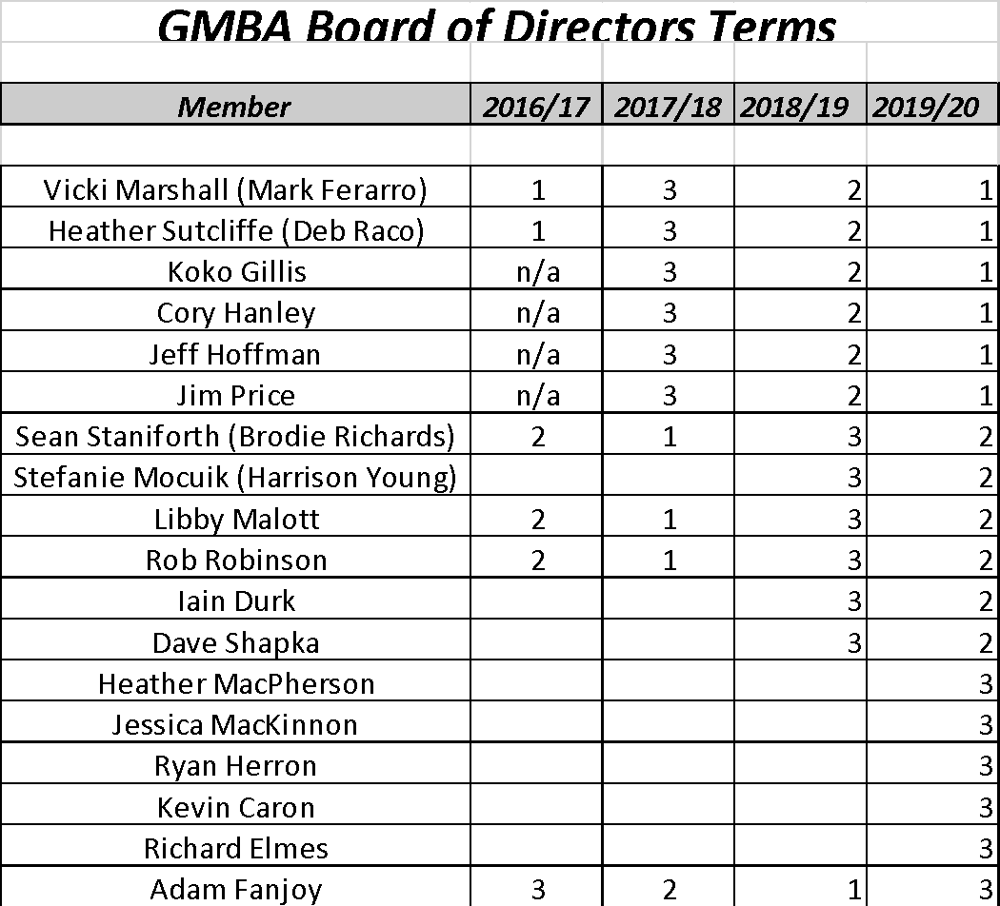 GMBA Board of Directors Terms
Member 2016/17 2017/18 2018/19 2019/20
Vicki Marshall (Mark Ferarro) 1 3 2 1
Heather Sutcliffe (Deb Raco) 1 3 2 1
Koko Gillis n/a 3 2 1
Cory Hanley n/a 3 2 1
Jeff Hoffman n/a 3 2 1
Jim Price n/a 3 2 1
Sean Staniforth (Brodie Richards) 2 1 3 2
Stefanie Mocuik (Harrison Young) 3 2
Libby Malott 2 1 3 2
Rob Robinson 2 1 3 2
Iain Durk 3 2
Dave Shapka 3 2
Heather MacPherson 3
Jessica MacKinnon 3
Ryan Herron 3
Kevin Caron 3
Richard Elmes 3
Adam Fanjoy 3 2 1 3